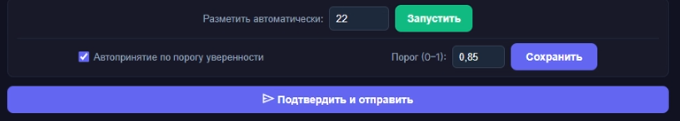 Разметить автоматически: 22 Запустить
Автопринятие по порогу уверенности Порог (0–1): 0,85 Сохранить
Подтвердить и отправить